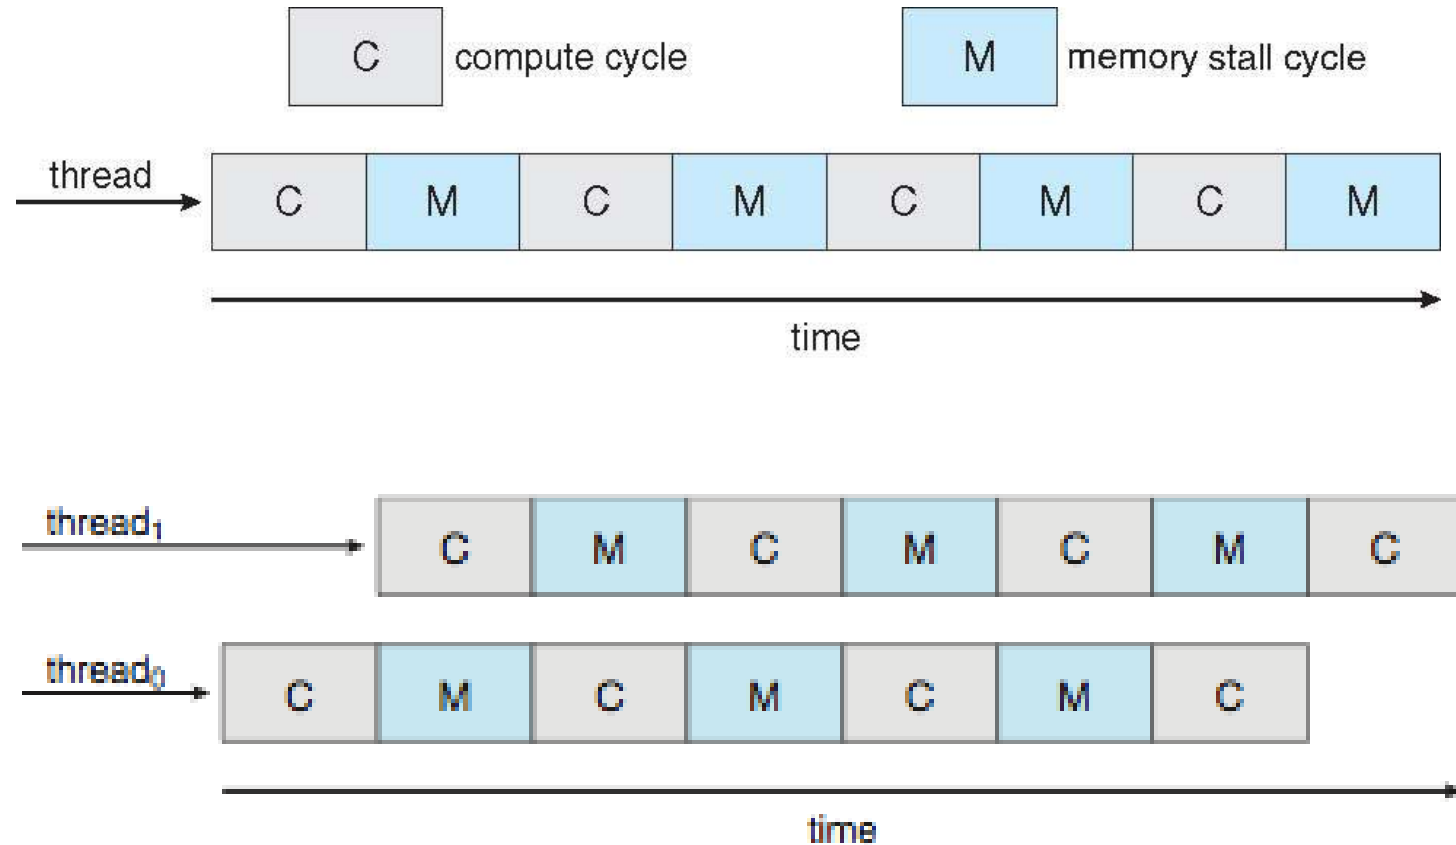 C compute cycle M memory stall cycle
thread
C M C M C M C M
time
thread₁
C M C M C M C
thread₀
C M C M C M C
time